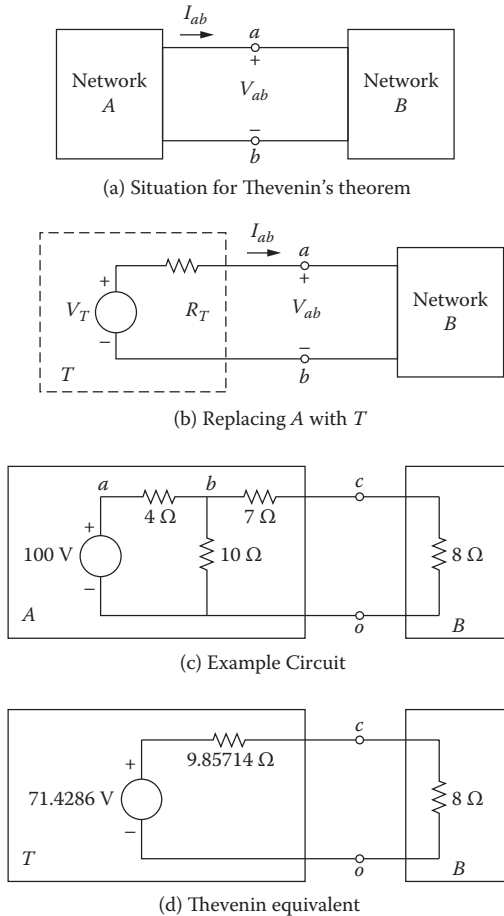 I_ab
a
Network
A
+
V_ab
Network
B
−
b
(a) Situation for Thevenin's theorem
I_ab
a
+
V_T
−
R_T
+
V_ab
Network
B
−
b
T
(b) Replacing A with T
a
b
c
4 Ω
7 Ω
+
100 V
10 Ω
8 Ω
−
A
o
B
(c) Example Circuit
c
9.85714 Ω
+
71.4286 V
8 Ω
−
T
o
B
(d) Thevenin equivalent